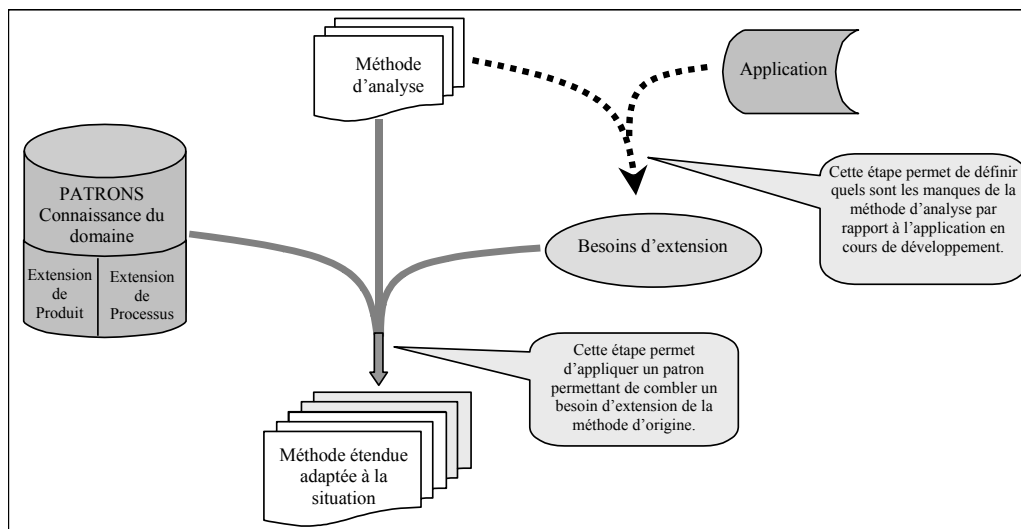 Méthode
d'analyse
Application
PATRONS
Connaissance du
domaine
Extension
de
Produit
Extension
de
Processus
Besoins d'extension
Cette étape permet de définir
quels sont les manques de la
méthode d'analyse par
rapport à l'application en
cours de développement.
Cette étape permet
d'appliquer un patron
permettant de combler un
besoin d'extension de la
méthode d'origine.
Méthode étendue
adaptée à la
situation